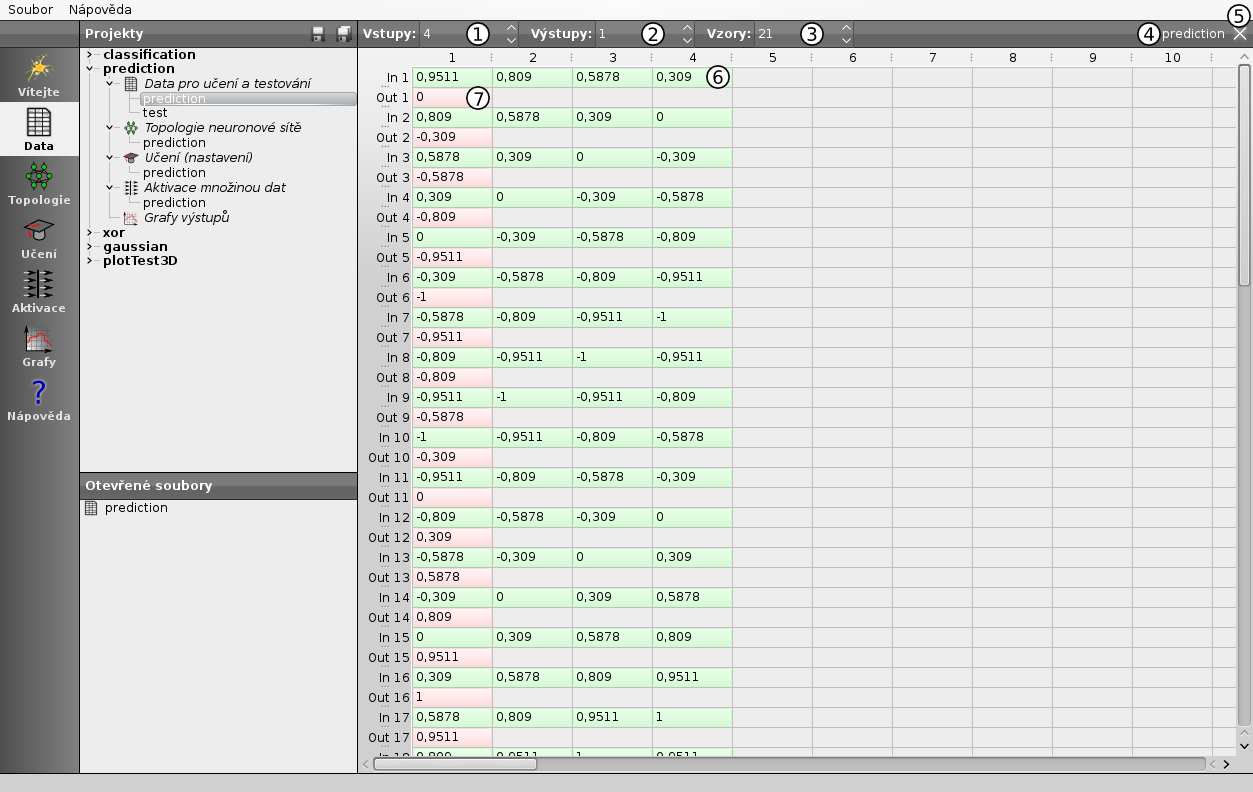 Soubor Nápověda
Projekty
Vstupy: 4 1 Výstupy: 1 2 Vzory: 21 3 4 prediction 5
Vítejte
Data
Topologie
Učení
Aktivace
Grafy
Nápověda
classification
prediction
Data pro učení a testování
prediction
test
Topologie neuronové sítě
prediction
Učení (nastavení)
prediction
Aktivace množinou dat
prediction
Grafy výstupů
xor
gaussian
plotTest3D
Otevřené soubory
prediction
1 2 3 4 5 6 7 8 9 10
In 1 0,9511 0,809 0,5878 0,309 6
Out 1 0 7
In 2 0,809 0,5878 0,309 0
Out 2 -0,309
In 3 0,5878 0,309 0 -0,309
Out 3 -0,5878
In 4 0,309 0 -0,309 -0,5878
Out 4 -0,809
In 5 0 -0,309 -0,5878 -0,809
Out 5 -0,9511
In 6 -0,309 -0,5878 -0,809 -0,9511
Out 6 -1
In 7 -0,5878 -0,809 -0,9511 -1
Out 7 -0,9511
In 8 -0,809 -0,9511 -1 -0,9511
Out 8 -0,809
In 9 -0,9511 -1 -0,9511 -0,809
Out 9 -0,5878
In 10 -1 -0,9511 -0,809 -0,5878
Out 10 -0,309
In 11 -0,9511 -0,809 -0,5878 -0,309
Out 11 0
In 12 -0,809 -0,5878 -0,309 0
Out 12 0,309
In 13 -0,5878 -0,309 0 0,309
Out 13 0,5878
In 14 -0,309 0 0,309 0,5878
Out 14 0,809
In 15 0 0,309 0,5878 0,809
Out 15 0,9511
In 16 0,309 0,5878 0,809 0,9511
Out 16 1
In 17 0,5878 0,809 0,9511 1
Out 17 0,9511